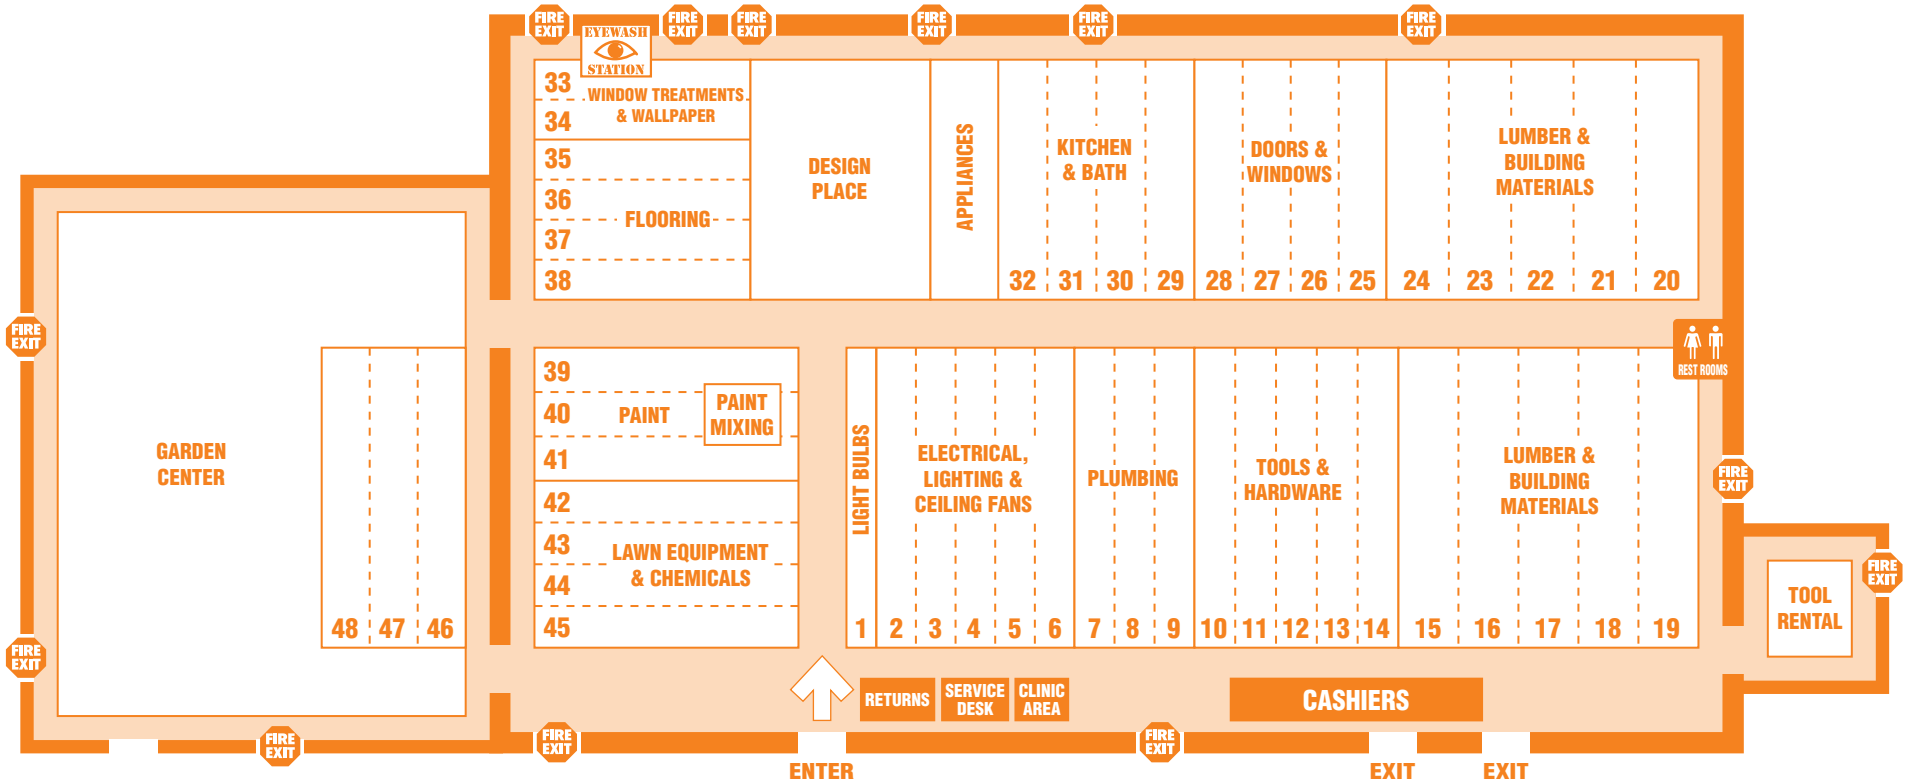 FIRE
EXIT
FIRE
EXIT
FIRE
EXIT
FIRE
EXIT
FIRE
EXIT
FIRE
EXIT
EYEWASH
STATION
33
34
WINDOW TREATMENTS
& WALLPAPER
35
36
37
38
FLOORING
DESIGN
PLACE
APPLIANCES
KITCHEN
& BATH
32 31 30 29
DOORS &
WINDOWS
28 27 26 25
LUMBER &
BUILDING
MATERIALS
24 23 22 21 20
REST ROOMS
FIRE
EXIT
GARDEN
CENTER
48 47 46
FIRE
EXIT
FIRE
EXIT
39
40
41
PAINT
PAINT
MIXING
42
43
44
45
LAWN EQUIPMENT
& CHEMICALS
LIGHT BULBS
1
ELECTRICAL,
LIGHTING &
CEILING FANS
2 3 4 5 6
PLUMBING
7 8 9
TOOLS &
HARDWARE
10 11 12 13 14
LUMBER &
BUILDING
MATERIALS
15 16 17 18 19
FIRE
EXIT
FIRE
EXIT
TOOL
RENTAL
RETURNS
SERVICE
DESK
CLINIC
AREA
CASHIERS
FIRE
EXIT
FIRE
EXIT
FIRE
EXIT
ENTER
EXIT
EXIT